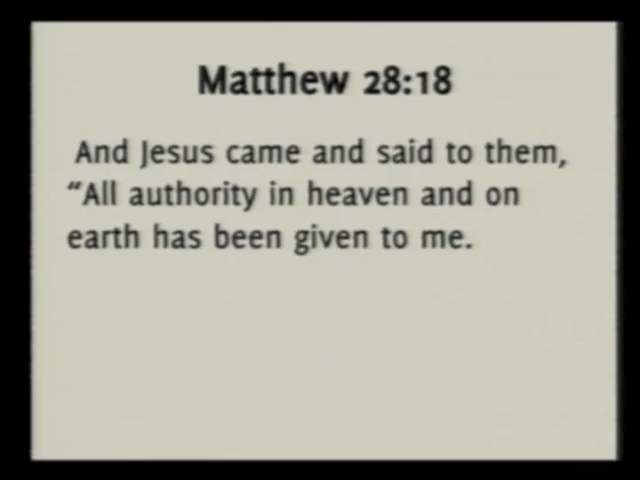 Matthew 28:18
And Jesus came and said to them,
“All authority in heaven and on
earth has been given to me.